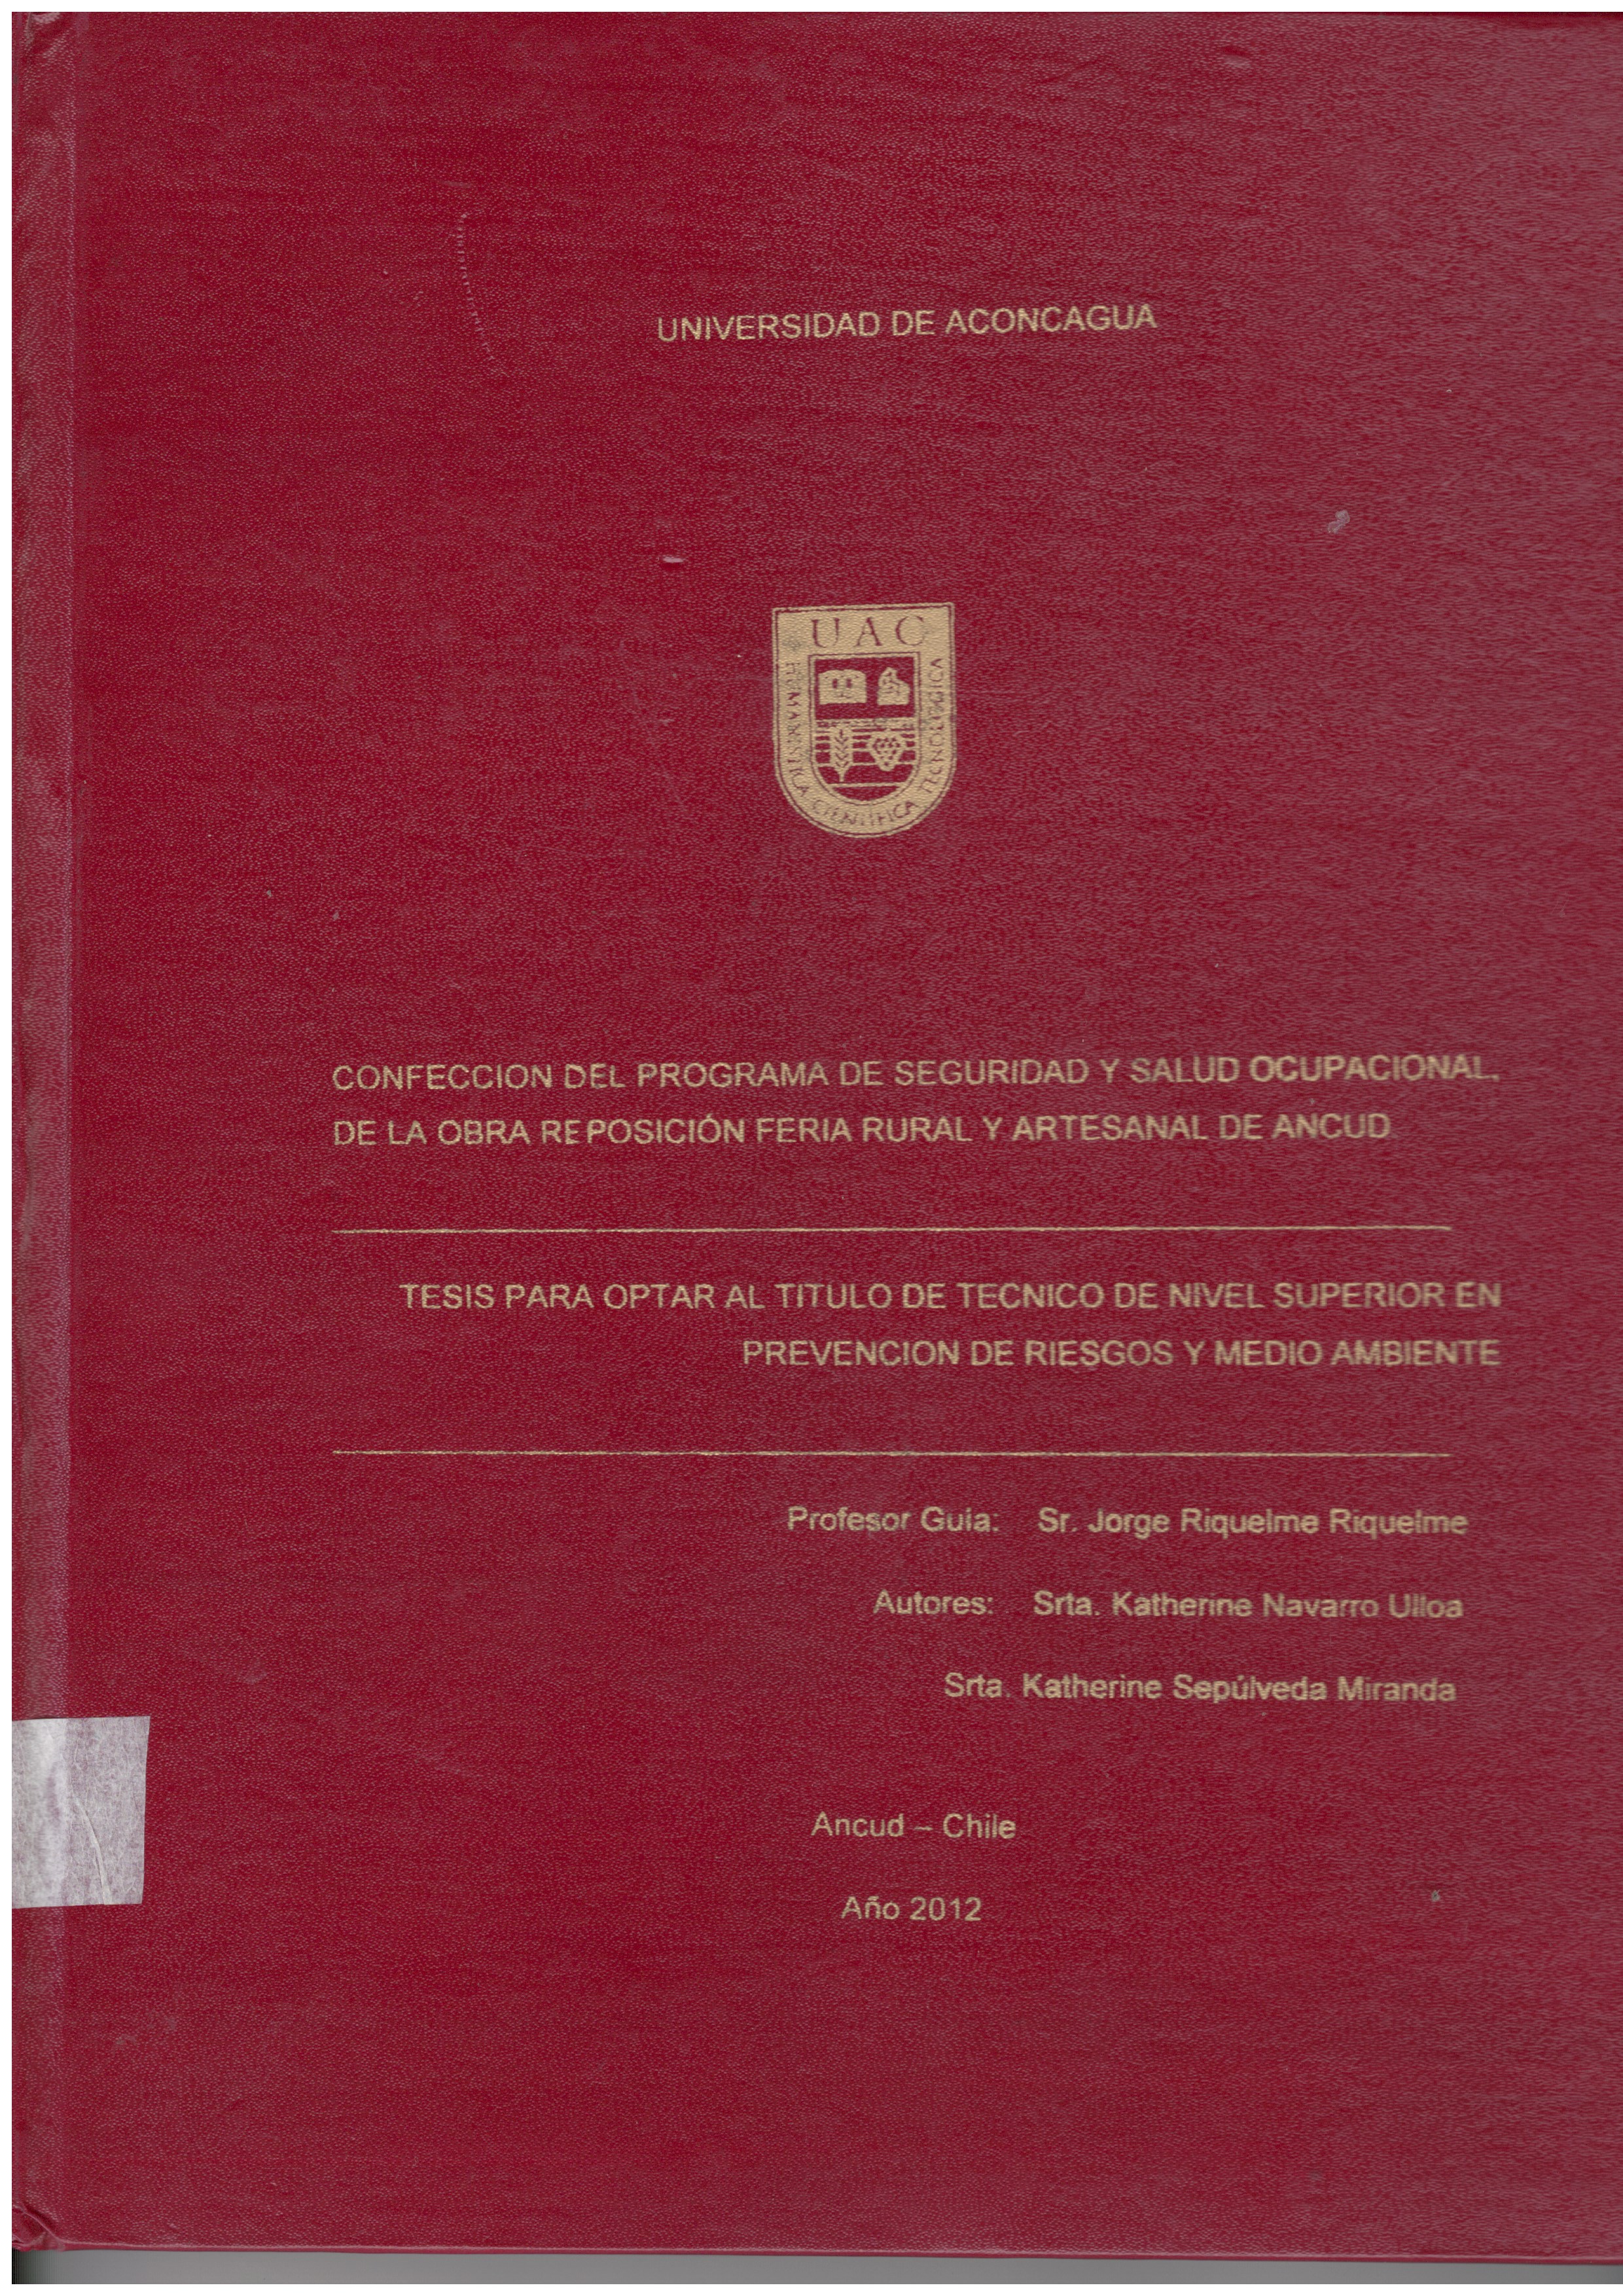 UNIVERSIDAD DE ACONCAGUA
UAC
HUMANISTICA CIENTÍFICA TECNOLOGICA
CONFECCION DEL PROGRAMA DE SEGURIDAD Y SALUD OCUPACIONAL,
DE LA OBRA REPOSICIÓN FERIA RURAL Y ARTESANAL DE ANCUD
TESIS PARA OPTAR AL TITULO DE TECNICO DE NIVEL SUPERIOR EN
PREVENCION DE RIESGOS Y MEDIO AMBIENTE
Profesor Guía: Sr. Jorge Riquelme Riquelme
Autores: Srta. Katherine Navarro Ulloa
Srta. Katherine Sepúlveda Miranda
Ancud – Chile
Año 2012